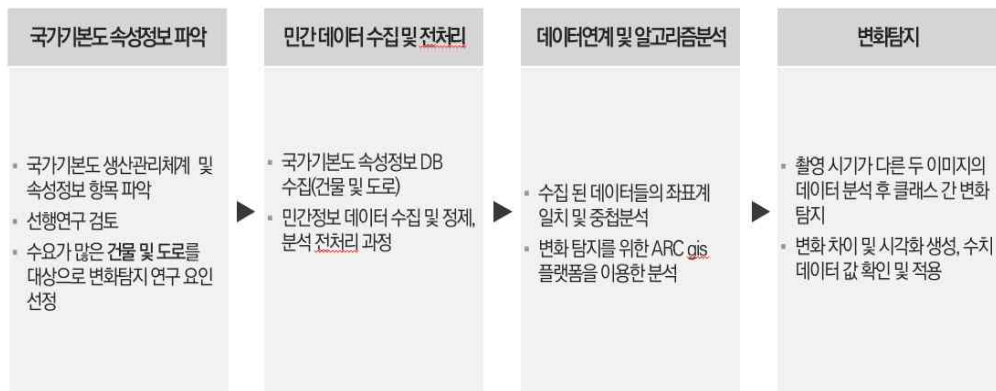 국가기본도 속성정보 파악
국가기본도 생산관리체계 및
속성정보 항목 파악
선행연구 검토
수요가 많은 건물 및 도로를
대상으로 변화탐지 연구 요인
선정
민간 데이터 수집 및 전처리
국가기본도 속성정보 DB
수집(건물 및 도로)
민간정보 데이터 수집 및 정제,
분석 전처리 과정
데이터연계 및 알고리즘분석
수집 된 데이터들의 좌표계
일치 및 중첩분석
변화 탐지를 위한 ARC gis
플랫폼을 이용한 분석
변화탐지
촬영 시기가 다른 두 이미지의
데이터 분석 후 클래스 간 변화
탐지
변화 차이 및 시각화 생성, 수치
데이터 값 확인 및 적용